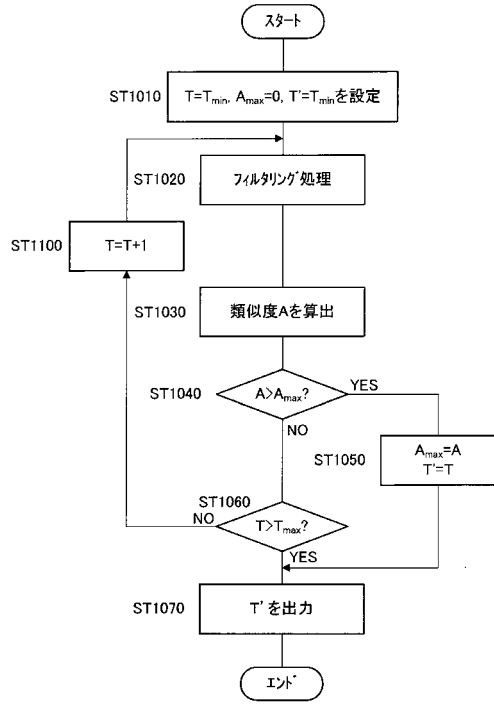 スタート
ST1010
T=Tmin, Amax=0, T'=Tminを設定
ST1020
フィルタリング処理
ST1100
T=T+1
ST1030
類似度Aを算出
ST1040
A>Amax?
YES
NO
ST1050
Amax=A
T'=T
ST1060
NO
T>Tmax?
YES
ST1070
T'を出力
エンド